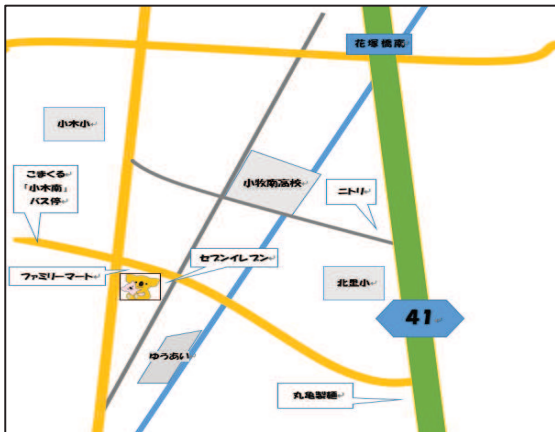 花塚橋南
小木小
こまくる
「小木南」
バス停
小牧南高校
ニトリ
セブンイレブン
ファミリーマート
北里小
41
ゆうあい
丸亀製麺